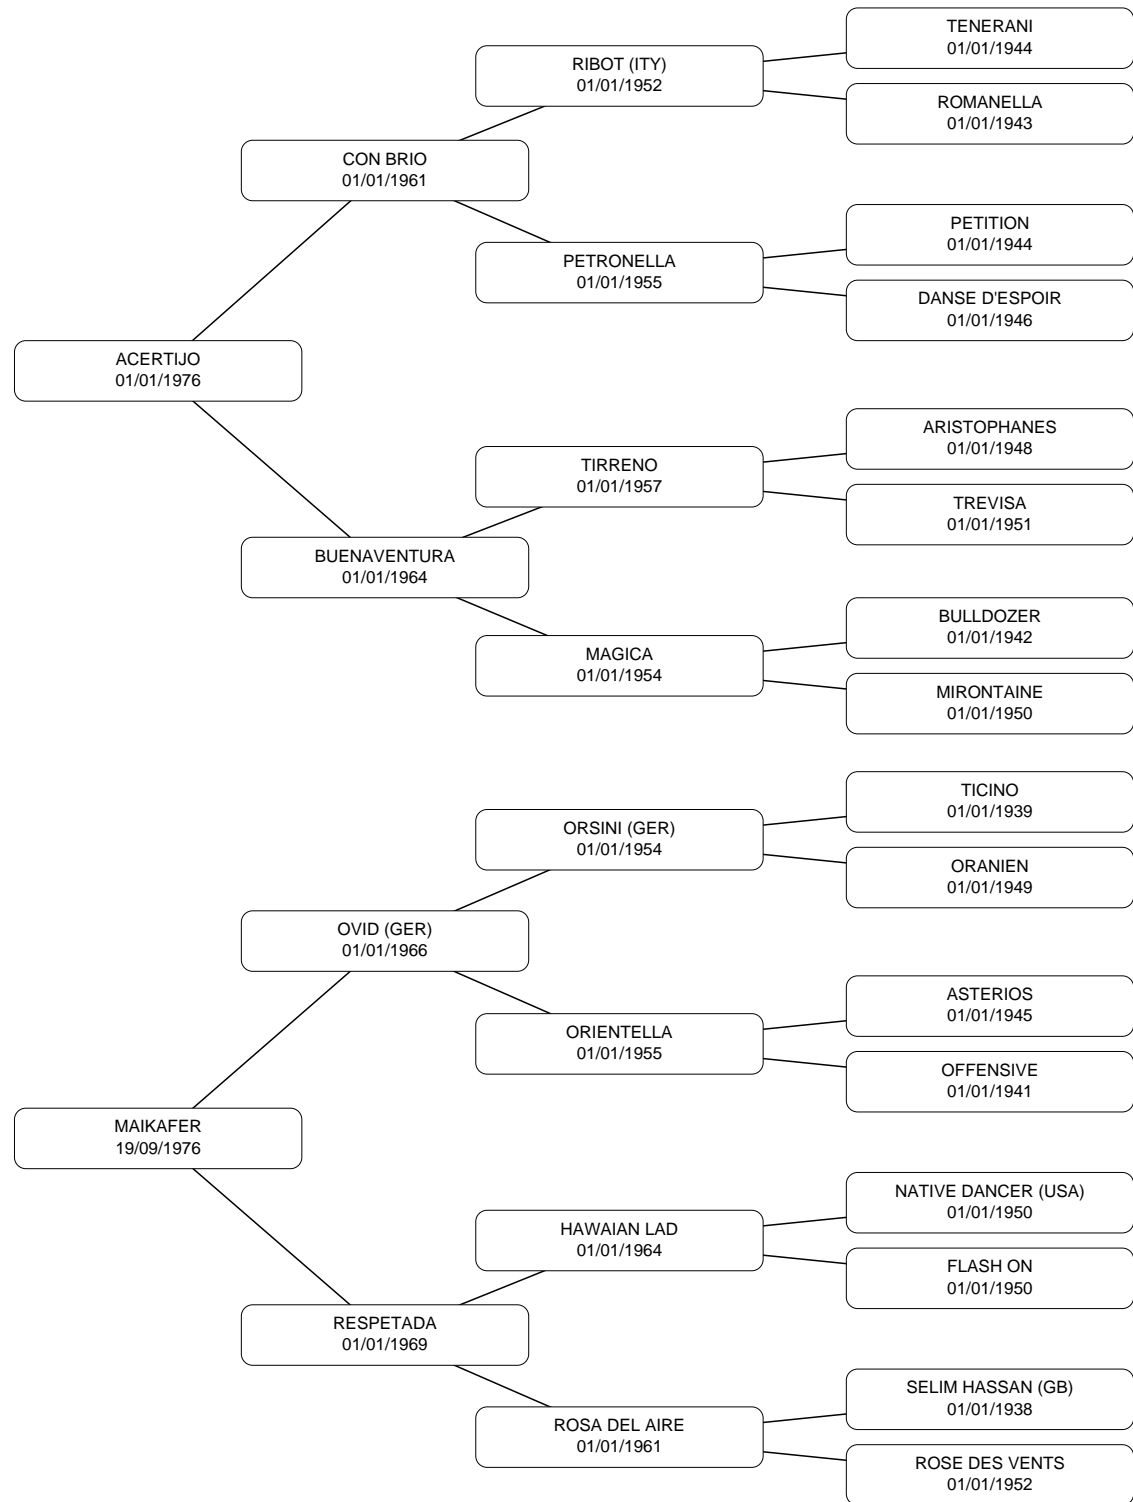 TENERANI
01/01/1944
RIBOT (ITY)
01/01/1952
ROMANELLA
01/01/1943
CON BRIO
01/01/1961
PETITION
01/01/1944
PETRONELLA
01/01/1955
DANSE D'ESPOIR
01/01/1946
ACERTIJO
01/01/1976
ARISTOPHANES
01/01/1948
TIRRENO
01/01/1957
TREVISA
01/01/1951
BUENAVENTURA
01/01/1964
BULLDOZER
01/01/1942
MAGICA
01/01/1954
MIRONTAINE
01/01/1950
TICINO
01/01/1939
ORSINI (GER)
01/01/1954
ORANIEN
01/01/1949
OVID (GER)
01/01/1966
ASTERIOS
01/01/1945
ORIENTELLA
01/01/1955
OFFENSIVE
01/01/1941
MAIKAFER
19/09/1976
NATIVE DANCER (USA)
01/01/1950
HAWAIAN LAD
01/01/1964
FLASH ON
01/01/1950
RESPETADA
01/01/1969
SELIM HASSAN (GB)
01/01/1938
ROSA DEL AIRE
01/01/1961
ROSE DES VENTS
01/01/1952